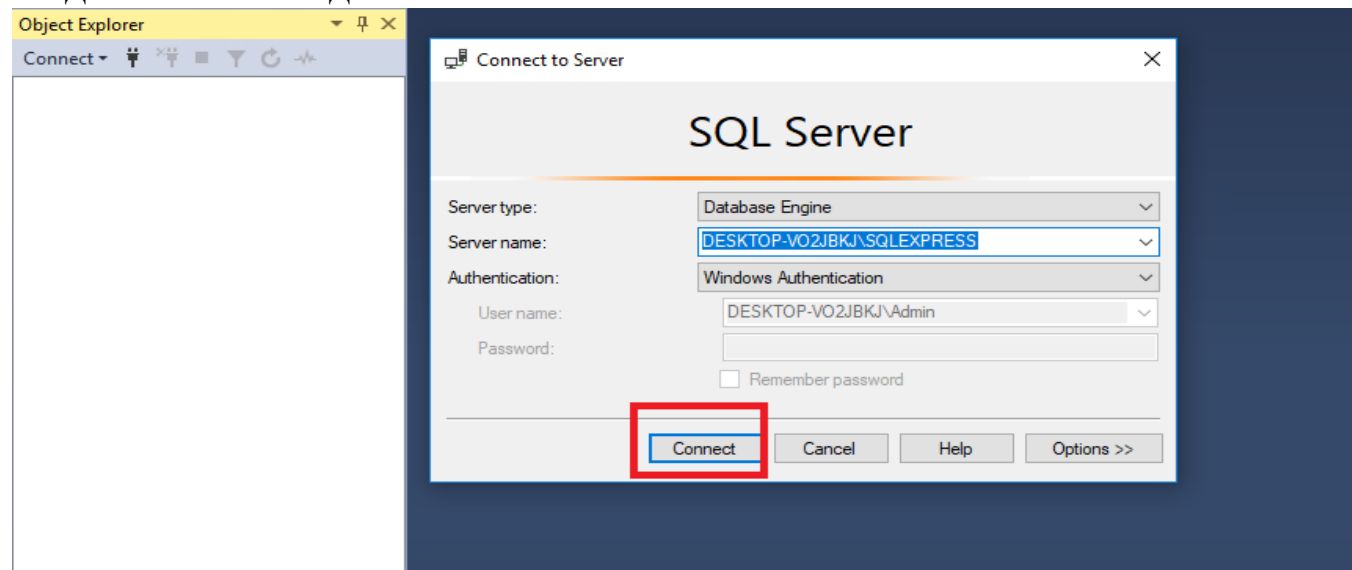 Object Explorer
Connect
Connect to Server
SQL Server
Server type:
Database Engine
Server name:
DESKTOP-VO2JBKJ\SQLEXPRESS
Authentication:
Windows Authentication
User name:
DESKTOP-VO2JBKJ\Admin
Password:
Remember password
Connect
Cancel
Help
Options >>